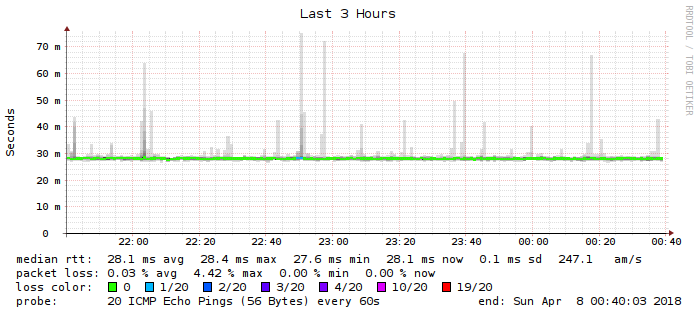 Last 3 Hours
RRDTOOL / TOBI OETIKER
Seconds
70 m
60 m
50 m
40 m
30 m
20 m
10 m
0
22:00 22:20 22:40 23:00 23:20 23:40 00:00 00:20 00:40
median rtt: 28.1 ms avg 28.4 ms max 27.6 ms min 28.1 ms now 0.1 ms sd 247.1 am/s
packet loss: 0.03 % avg 4.42 % max 0.00 % min 0.00 % now
loss color: 0 1/20 2/20 3/20 4/20 10/20 19/20
probe: 20 ICMP Echo Pings (56 Bytes) every 60s end: Sun Apr 8 00:40:03 2018